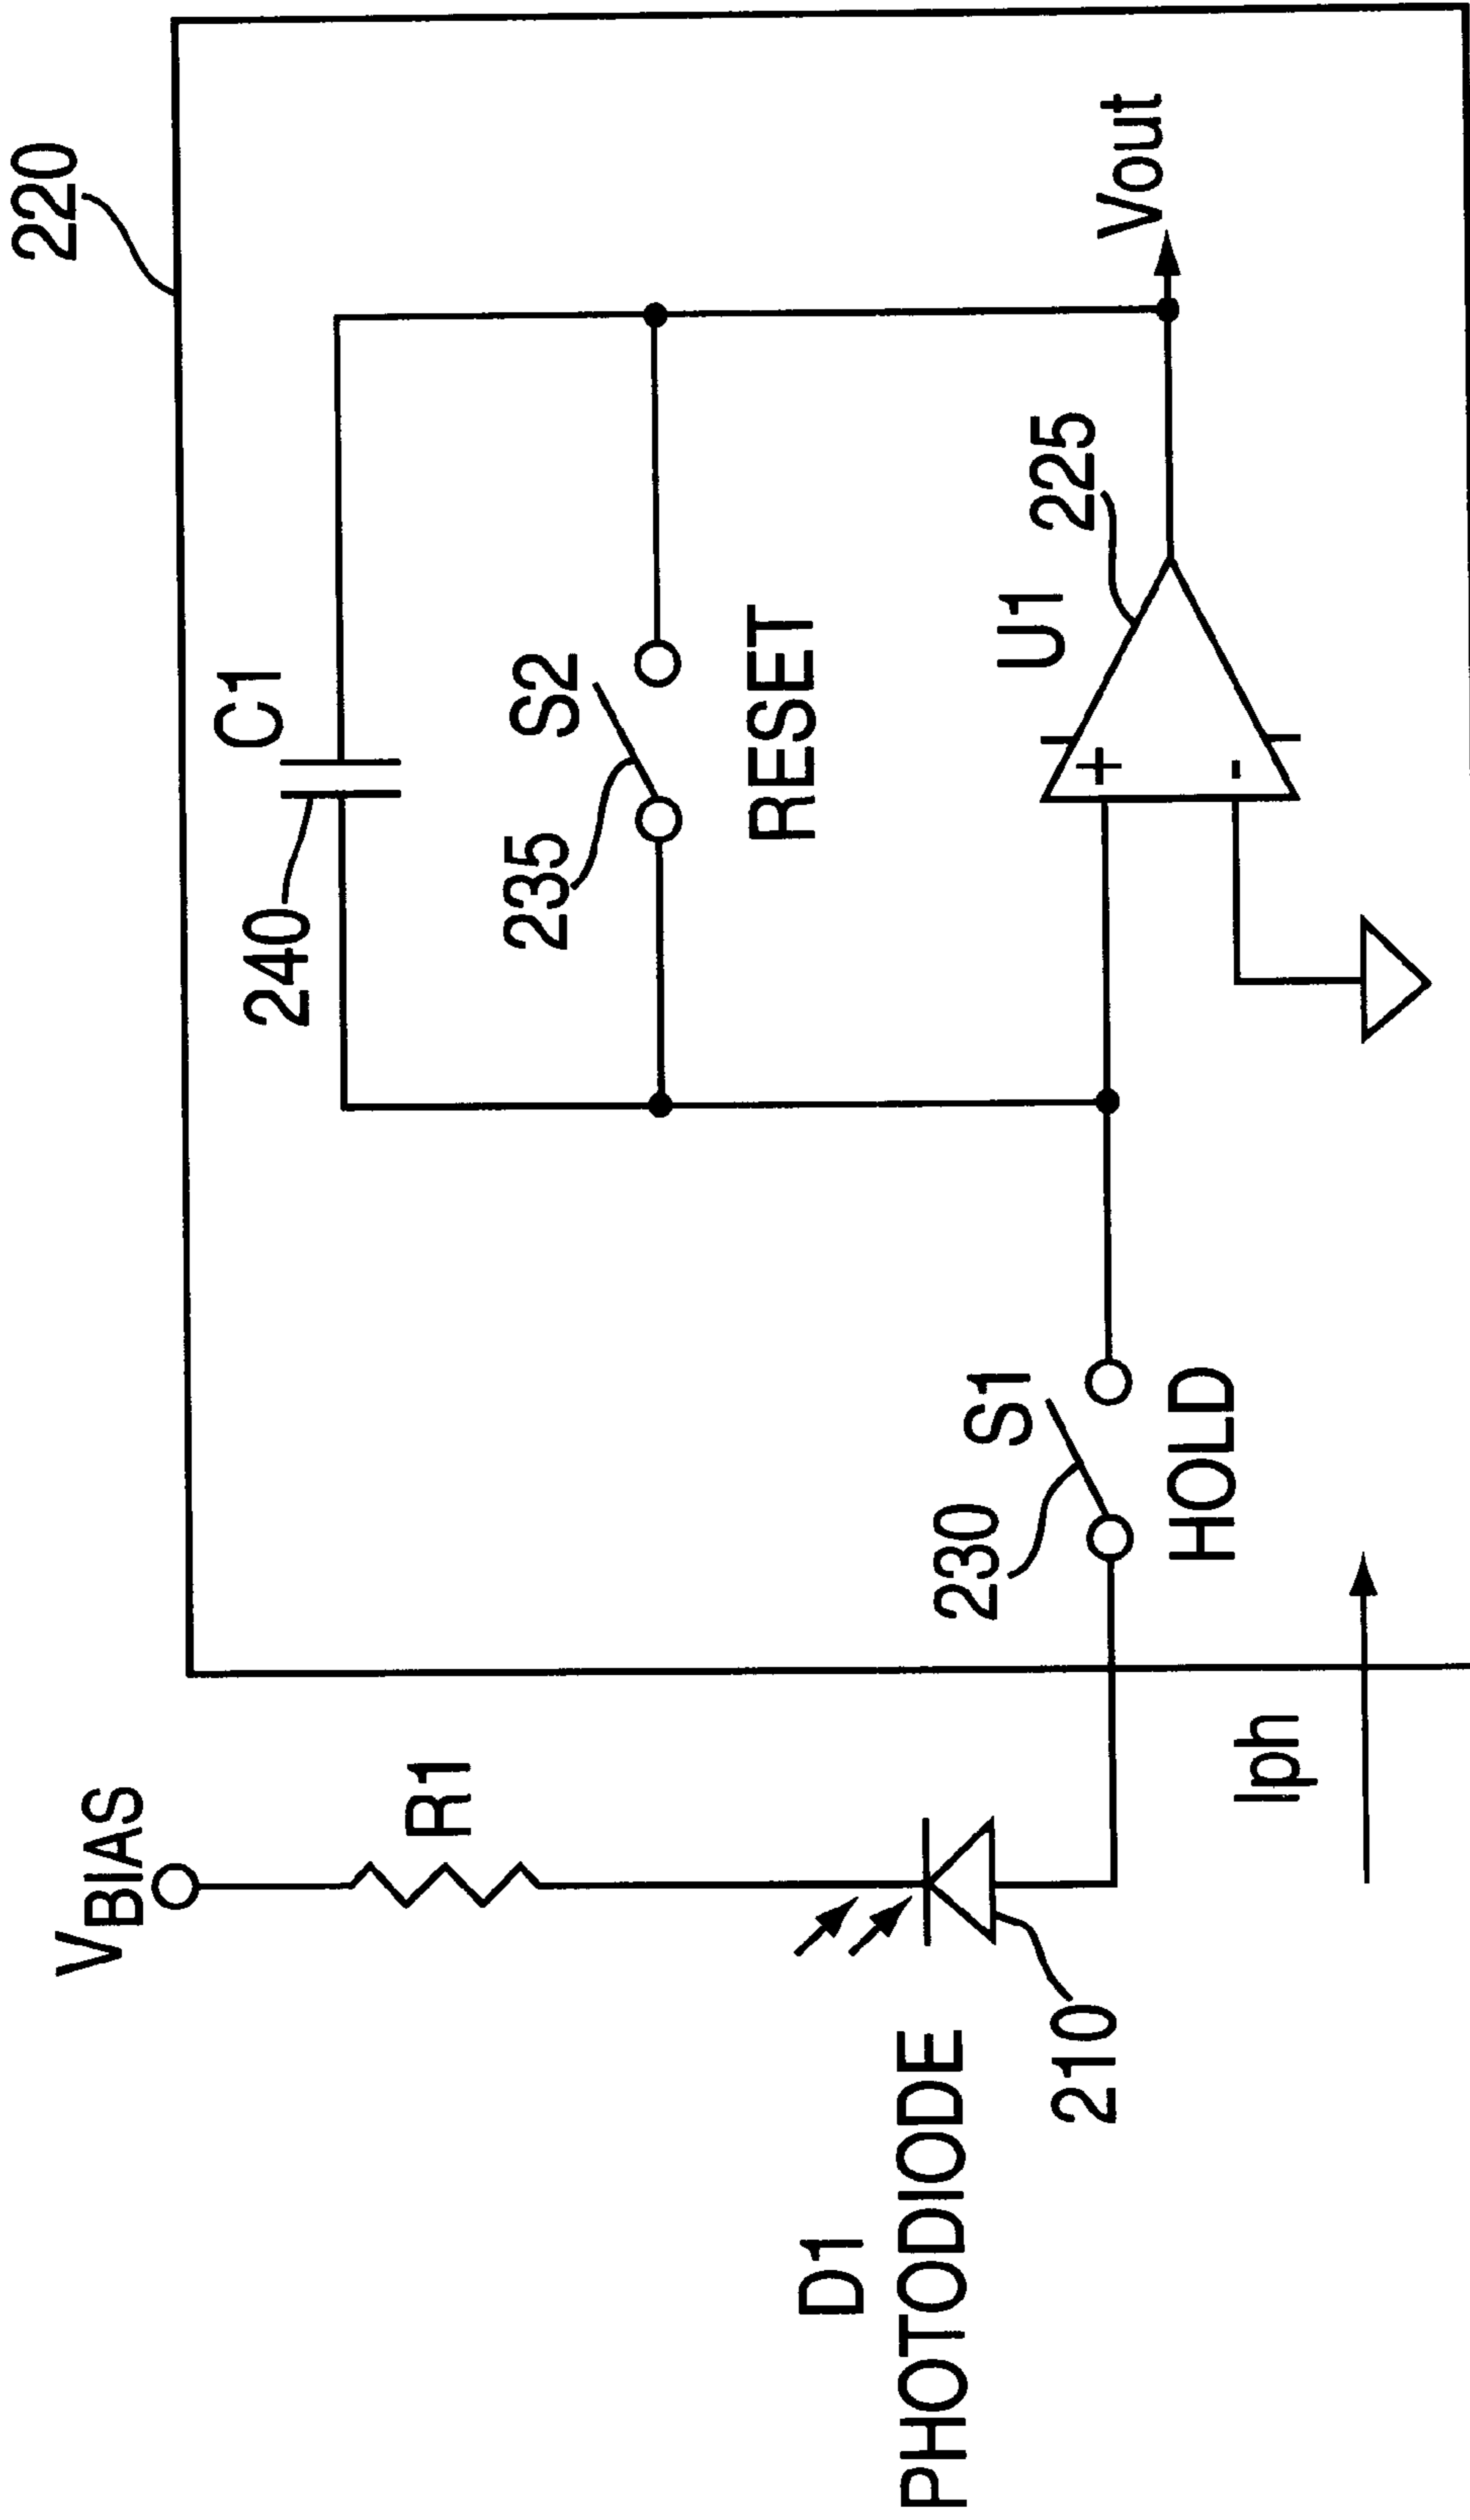 220
C1
240
VBIAS
R1
S2
235
RESET
U1
225
Vout
+
-
S1
230
HOLD
D1
PHOTODIODE
210
Iph